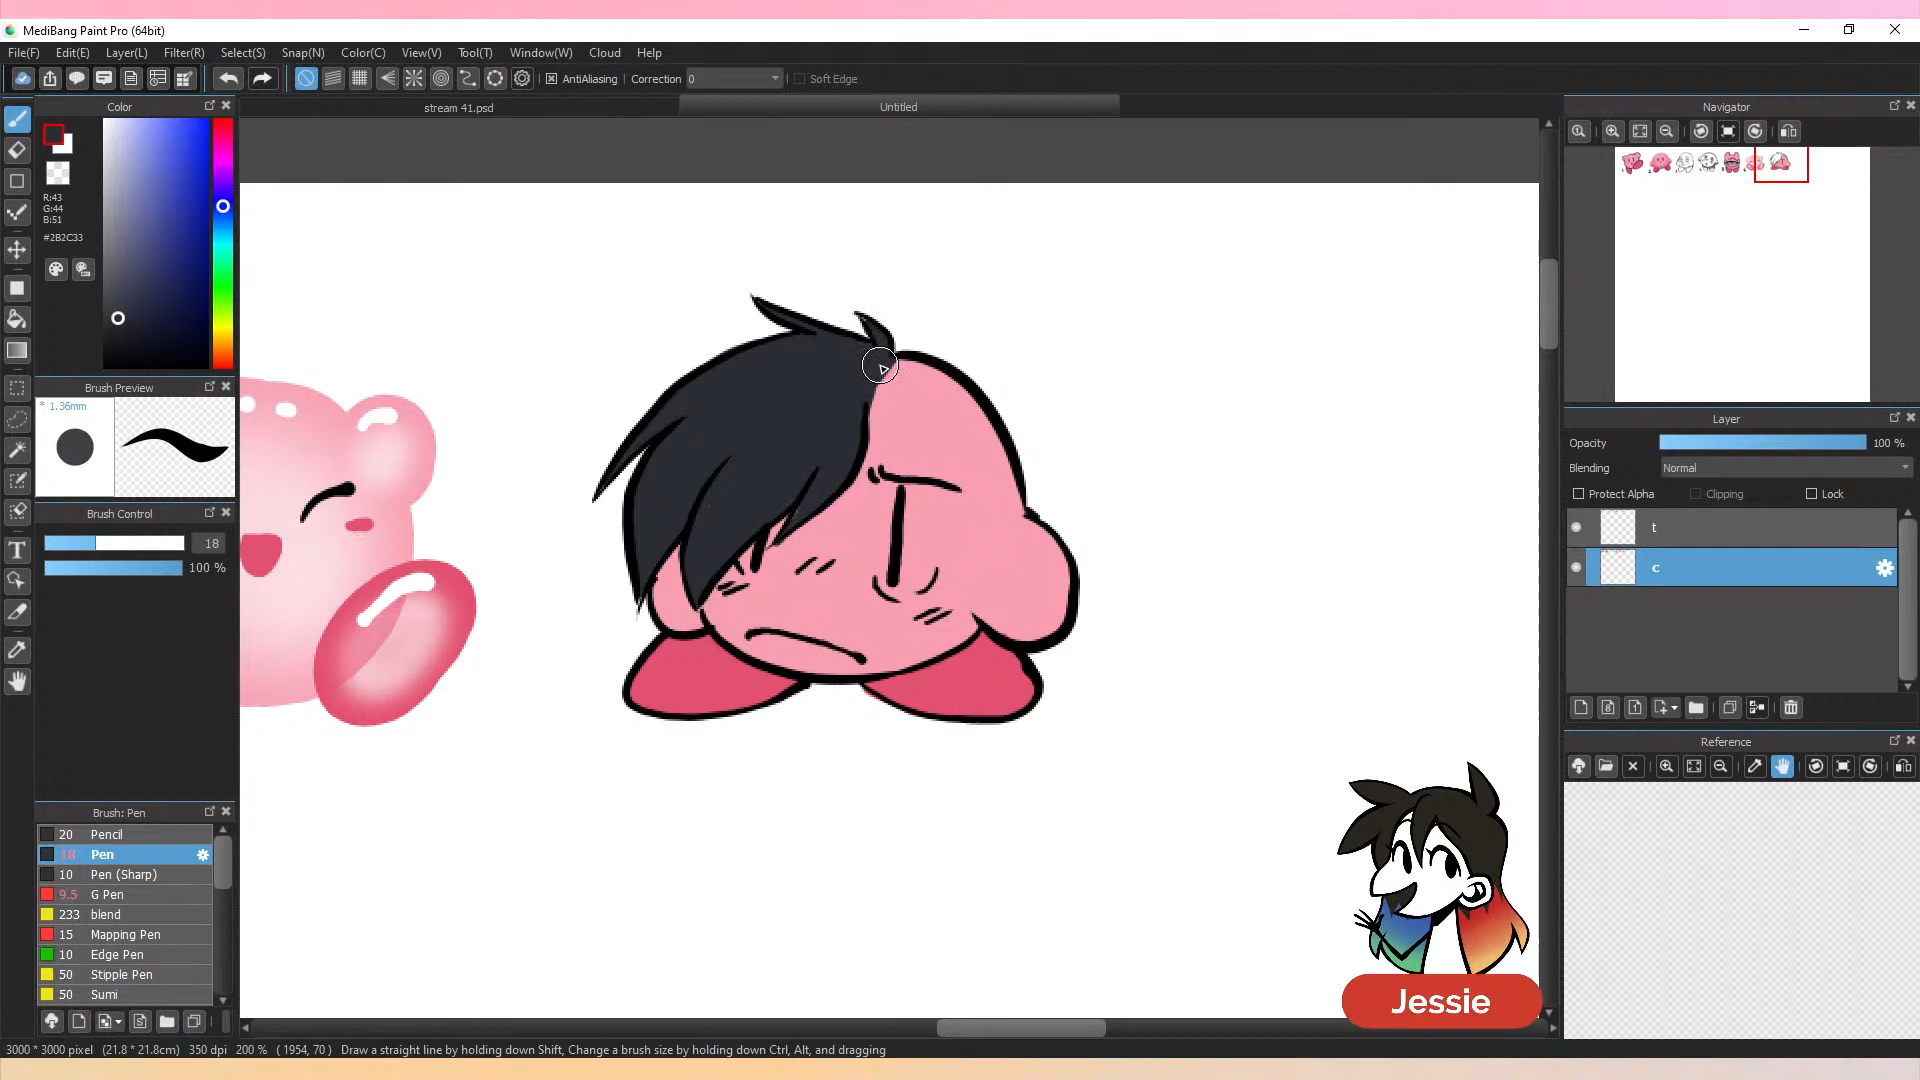 MediBang Paint Pro (64bit)
File(F) Edit(E) Layer(L) Filter(R) Select(S) Snap(N) Color(C) View(V) Tool(T) Window(W) Cloud Help
AntiAliasing Correction 0 Soft Edge
Color
stream 41.psd
Untitled
Navigator
R:43
G:44
B:51
#2B2C33
Brush Preview
* 1.36mm
Brush Control
18
100 %
Layer
Opacity 100 %
Blending Normal
Protect Alpha Clipping Lock
t
c
Reference
Brush: Pen
20 Pencil
18 Pen
10 Pen (Sharp)
9.5 G Pen
233 blend
15 Mapping Pen
10 Edge Pen
50 Stipple Pen
50 Sumi
Jessie
3000 * 3000 pixel (21.8 * 21.8cm) 350 dpi 200 % ( 1954, 70 ) Draw a straight line by holding down Shift, Change a brush size by holding down Ctrl, Alt, and dragging